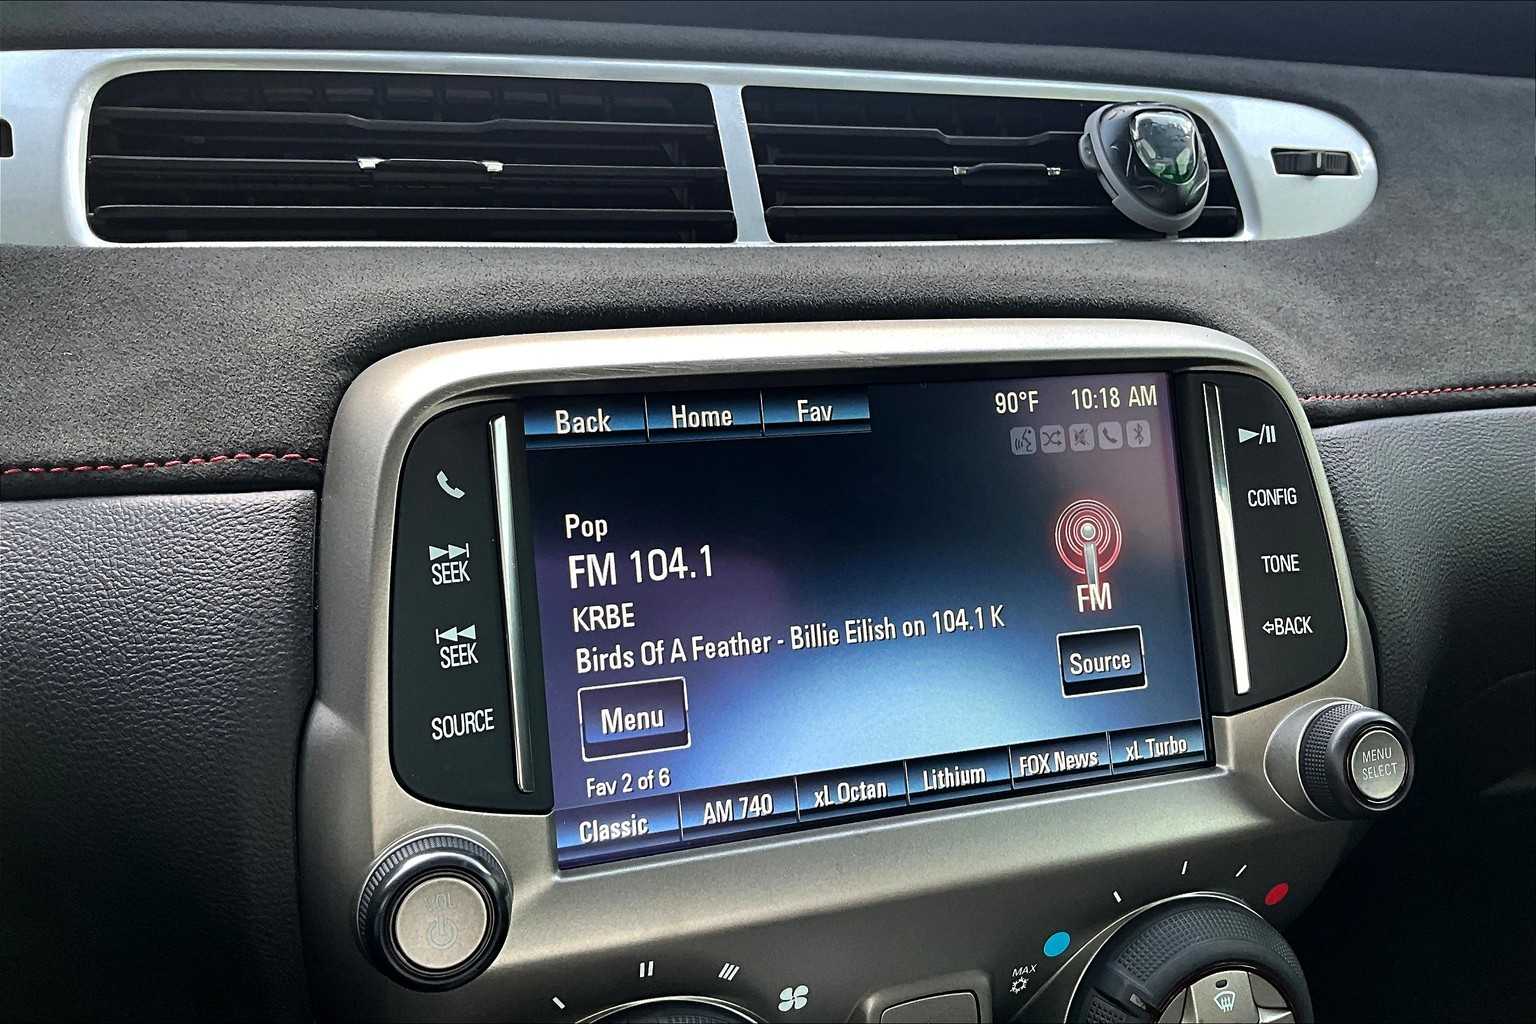 Back Home Fav 90°F 10:18 AM
Pop
FM 104.1
KRBE
Birds Of A Feather - Billie Eilish on 104.1 K
FM
Menu
Source
Fav 2 of 6
Classic AM 740 xL Octan Lithium FOX News xL Turbo
SEEK
SEEK
SOURCE
CONFIG
TONE
BACK
MENU
SELECT
MAX